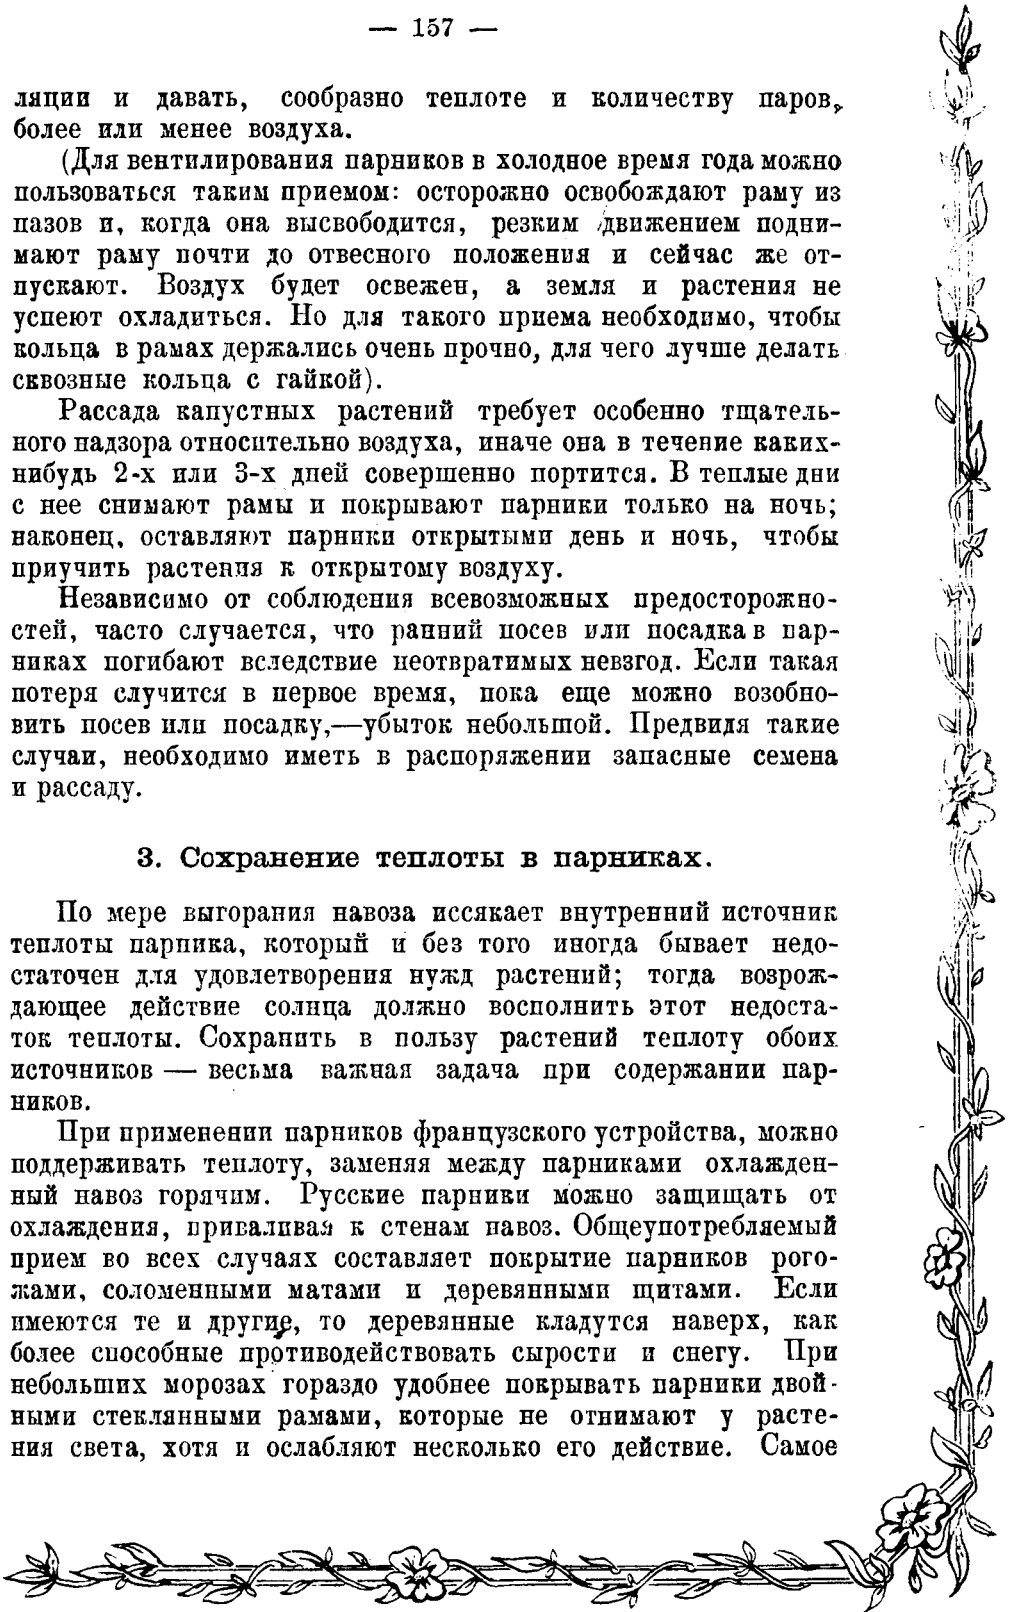 — 157 —
ляции и давать, сообразно теплоте и количеству паров,
более или менее воздуха.
(Для вентилирования парников в холодное время года можно
пользоваться таким приемом: осторожно освобождают раму из
пазов и, когда она высвободится, резким движением подни-
мают раму почти до отвесного положения и сейчас же от-
пускают. Воздух будет освежен, а земля и растения не
успеют охладиться. Но для такого приема необходимо, чтобы
кольца в рамах держались очень прочно, для чего лучше делать
сквозные кольца с гайкой).
Рассада капустных растений требует особенно тщатель-
ного надзора относительно воздуха, иначе она в течение каких-
нибудь 2-х или 3-х дней совершенно портится. В теплые дни
с нее снимают рамы и покрывают парники только на ночь;
наконец, оставляют парники открытыми день и ночь, чтобы
приучить растения к открытому воздуху.
Независимо от соблюдения всевозможных предосторожно-
стей, часто случается, что ранний посев или посадка в пар-
никах погибают вследствие неотвратимых невзгод. Если такая
потеря случится в первое время, пока еще можно возобно-
вить посев или посадку,—убыток небольшой. Предвидя такие
случаи, необходимо иметь в распоряжении запасные семена
и рассаду.
3. Сохранение теплоты в парниках.
По мере выгорания навоза иссякает внутренний источник
теплоты парника, который и без того иногда бывает недо-
статочен для удовлетворения нужд растений; тогда возрож-
дающее действие солнца должно восполнить этот недоста-
ток теплоты. Сохранить в пользу растений теплоту обоих
источников — весьма важная задача при содержании пар-
ников.
При применении парников французского устройства, можно
поддерживать теплоту, заменяя между парниками охлажден-
ный навоз горячим. Русские парники можно защищать от
охлаждения, приваливая к стенам навоз. Общеупотребляемый
прием во всех случаях составляет покрытие парников рого-
жами, соломенными матами и деревянными щитами. Если
имеются те и другие, то деревянные кладутся наверх, как
более способные противодействовать сырости и снегу. При
небольших морозах гораздо удобнее покрывать парники двой-
ными стеклянными рамами, которые не отнимают у расте-
ния света, хотя и ослабляют несколько его действие. Самое